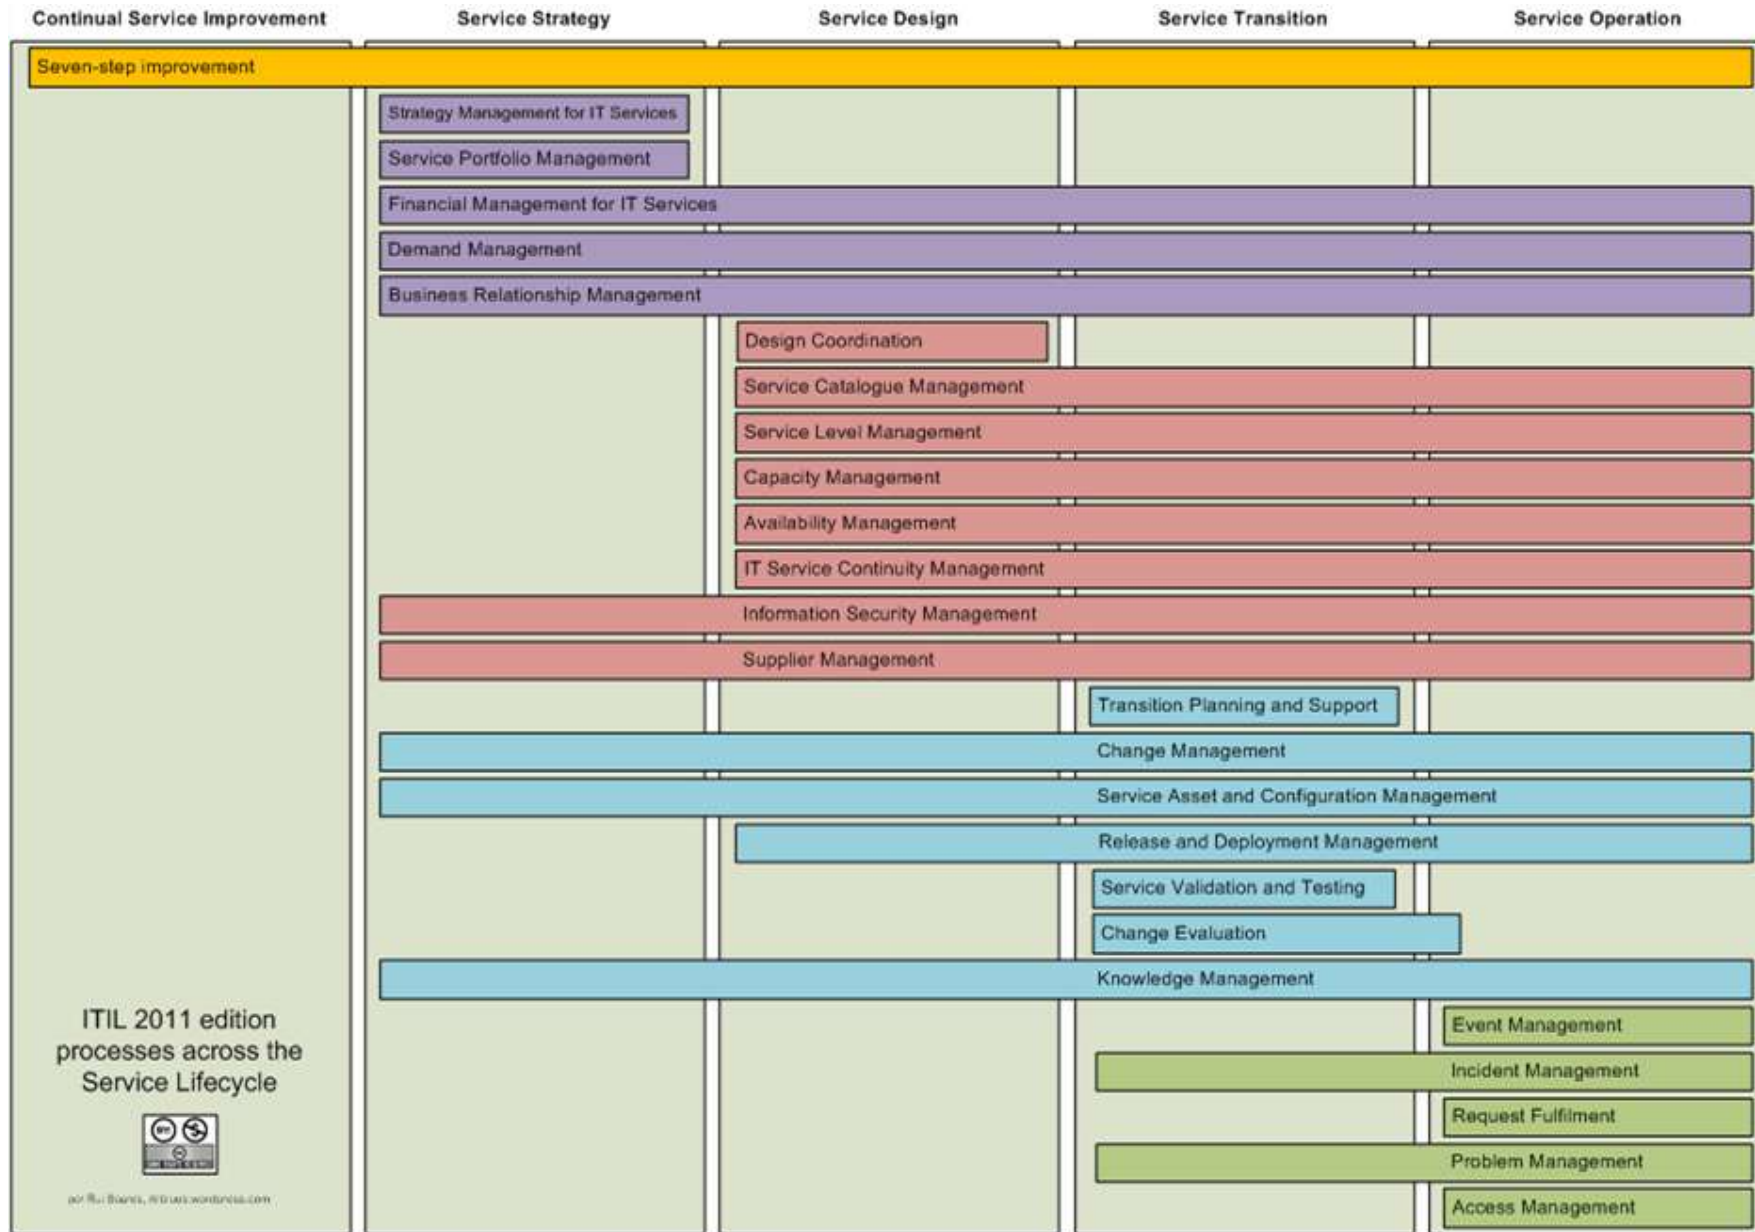 Continual Service Improvement
Service Strategy
Service Design
Service Transition
Service Operation
Seven-step improvement
Strategy Management for IT Services
Service Portfolio Management
Financial Management for IT Services
Demand Management
Business Relationship Management
Design Coordination
Service Catalogue Management
Service Level Management
Capacity Management
Availability Management
IT Service Continuity Management
Information Security Management
Supplier Management
Transition Planning and Support
Change Management
Service Asset and Configuration Management
Release and Deployment Management
Service Validation and Testing
Change Evaluation
Knowledge Management
Event Management
Incident Management
Request Fulfilment
Problem Management
Access Management
ITIL 2011 edition
processes across the
Service Lifecycle
por Rui